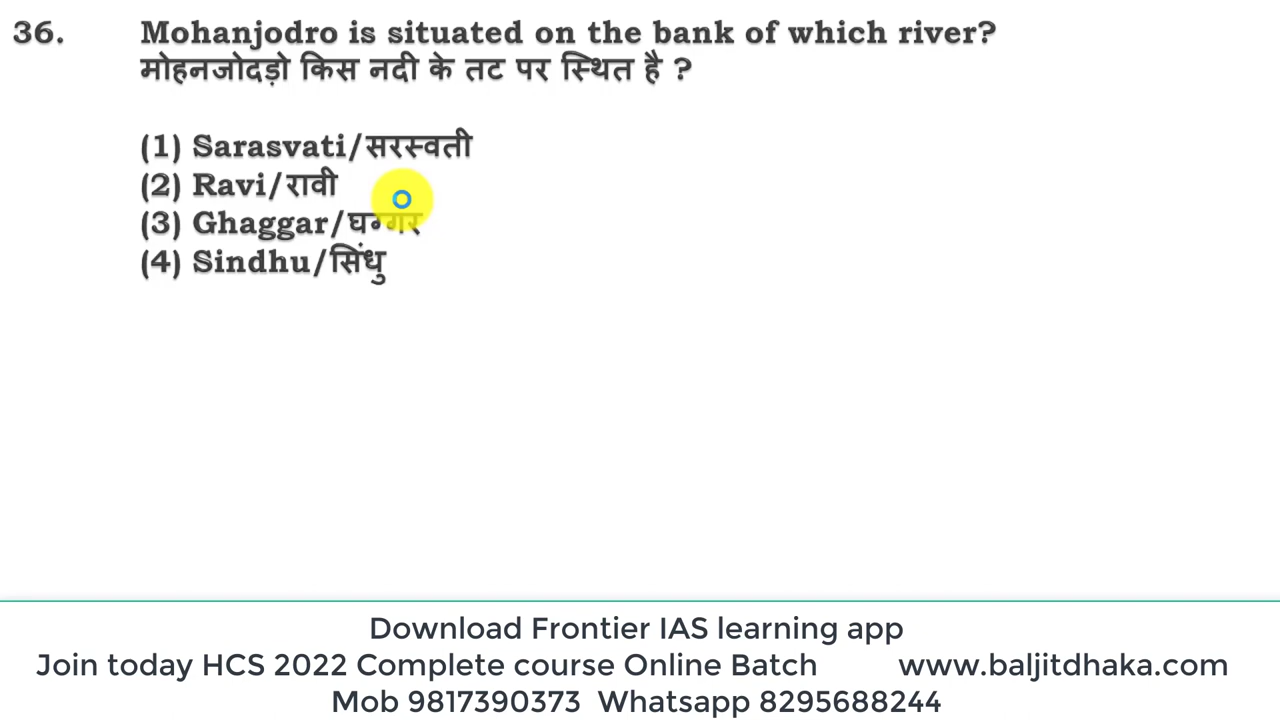 36. Mohanjodro is situated on the bank of which river?
मोहनजोदड़ो किस नदी के तट पर स्थित है ?
(1) Sarasvati/सरस्वती
(2) Ravi/रावी
(3) Ghaggar/घग्गर
(4) Sindhu/सिंधु
Download Frontier IAS learning app
Join today HCS 2022 Complete course Online Batch www.baljitdhaka.com
Mob 9817390373 Whatsapp 8295688244